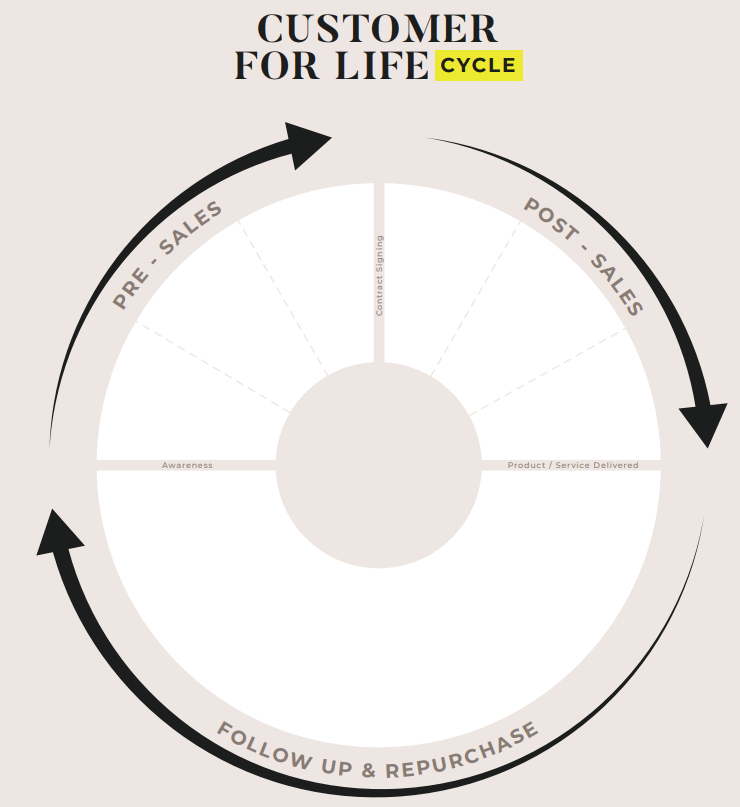 CUSTOMER
FOR LIFE CYCLE
PRE - SALES
POST - SALES
Contract Signing
Awareness
Product / Service Delivered
FOLLOW UP & REPURCHASE